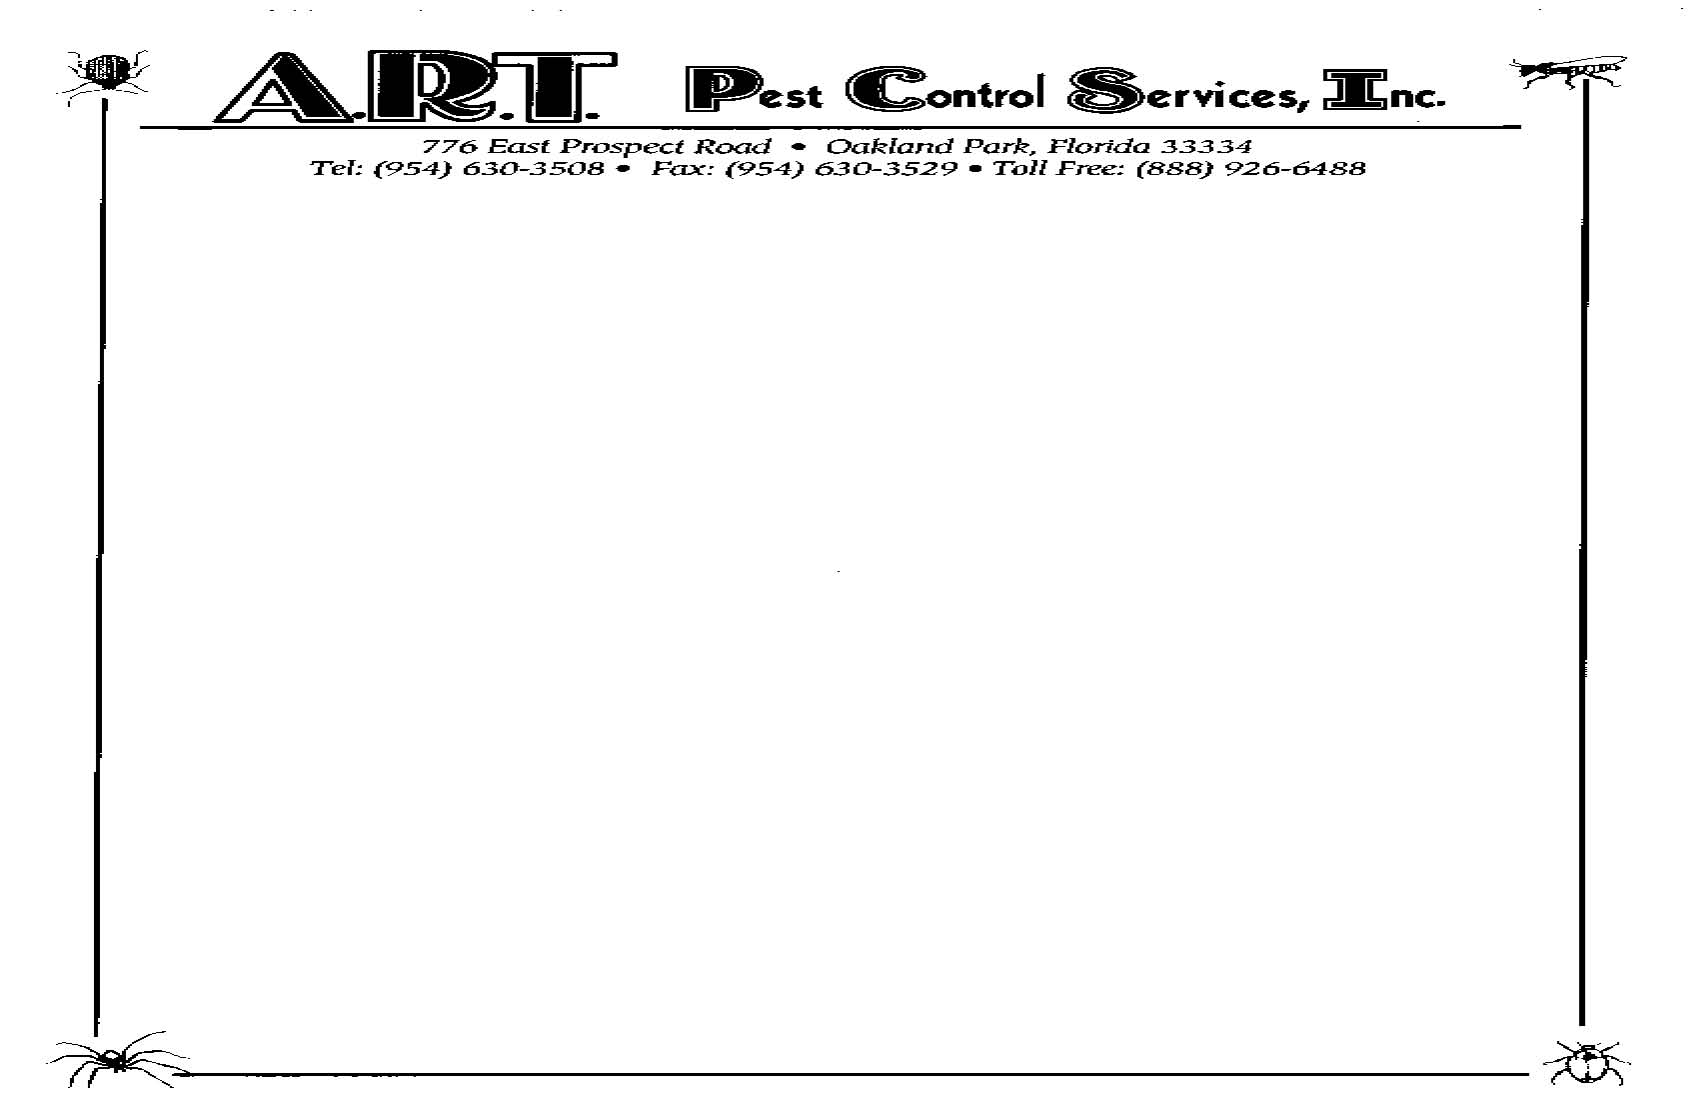 A.R.T. Pest Control Services, Inc.
776 East Prospect Road • Oakland Park, Florida 33334
Tel: (954) 630-3508 • Fax: (954) 630-3529 • Toll Free: (888) 926-6488